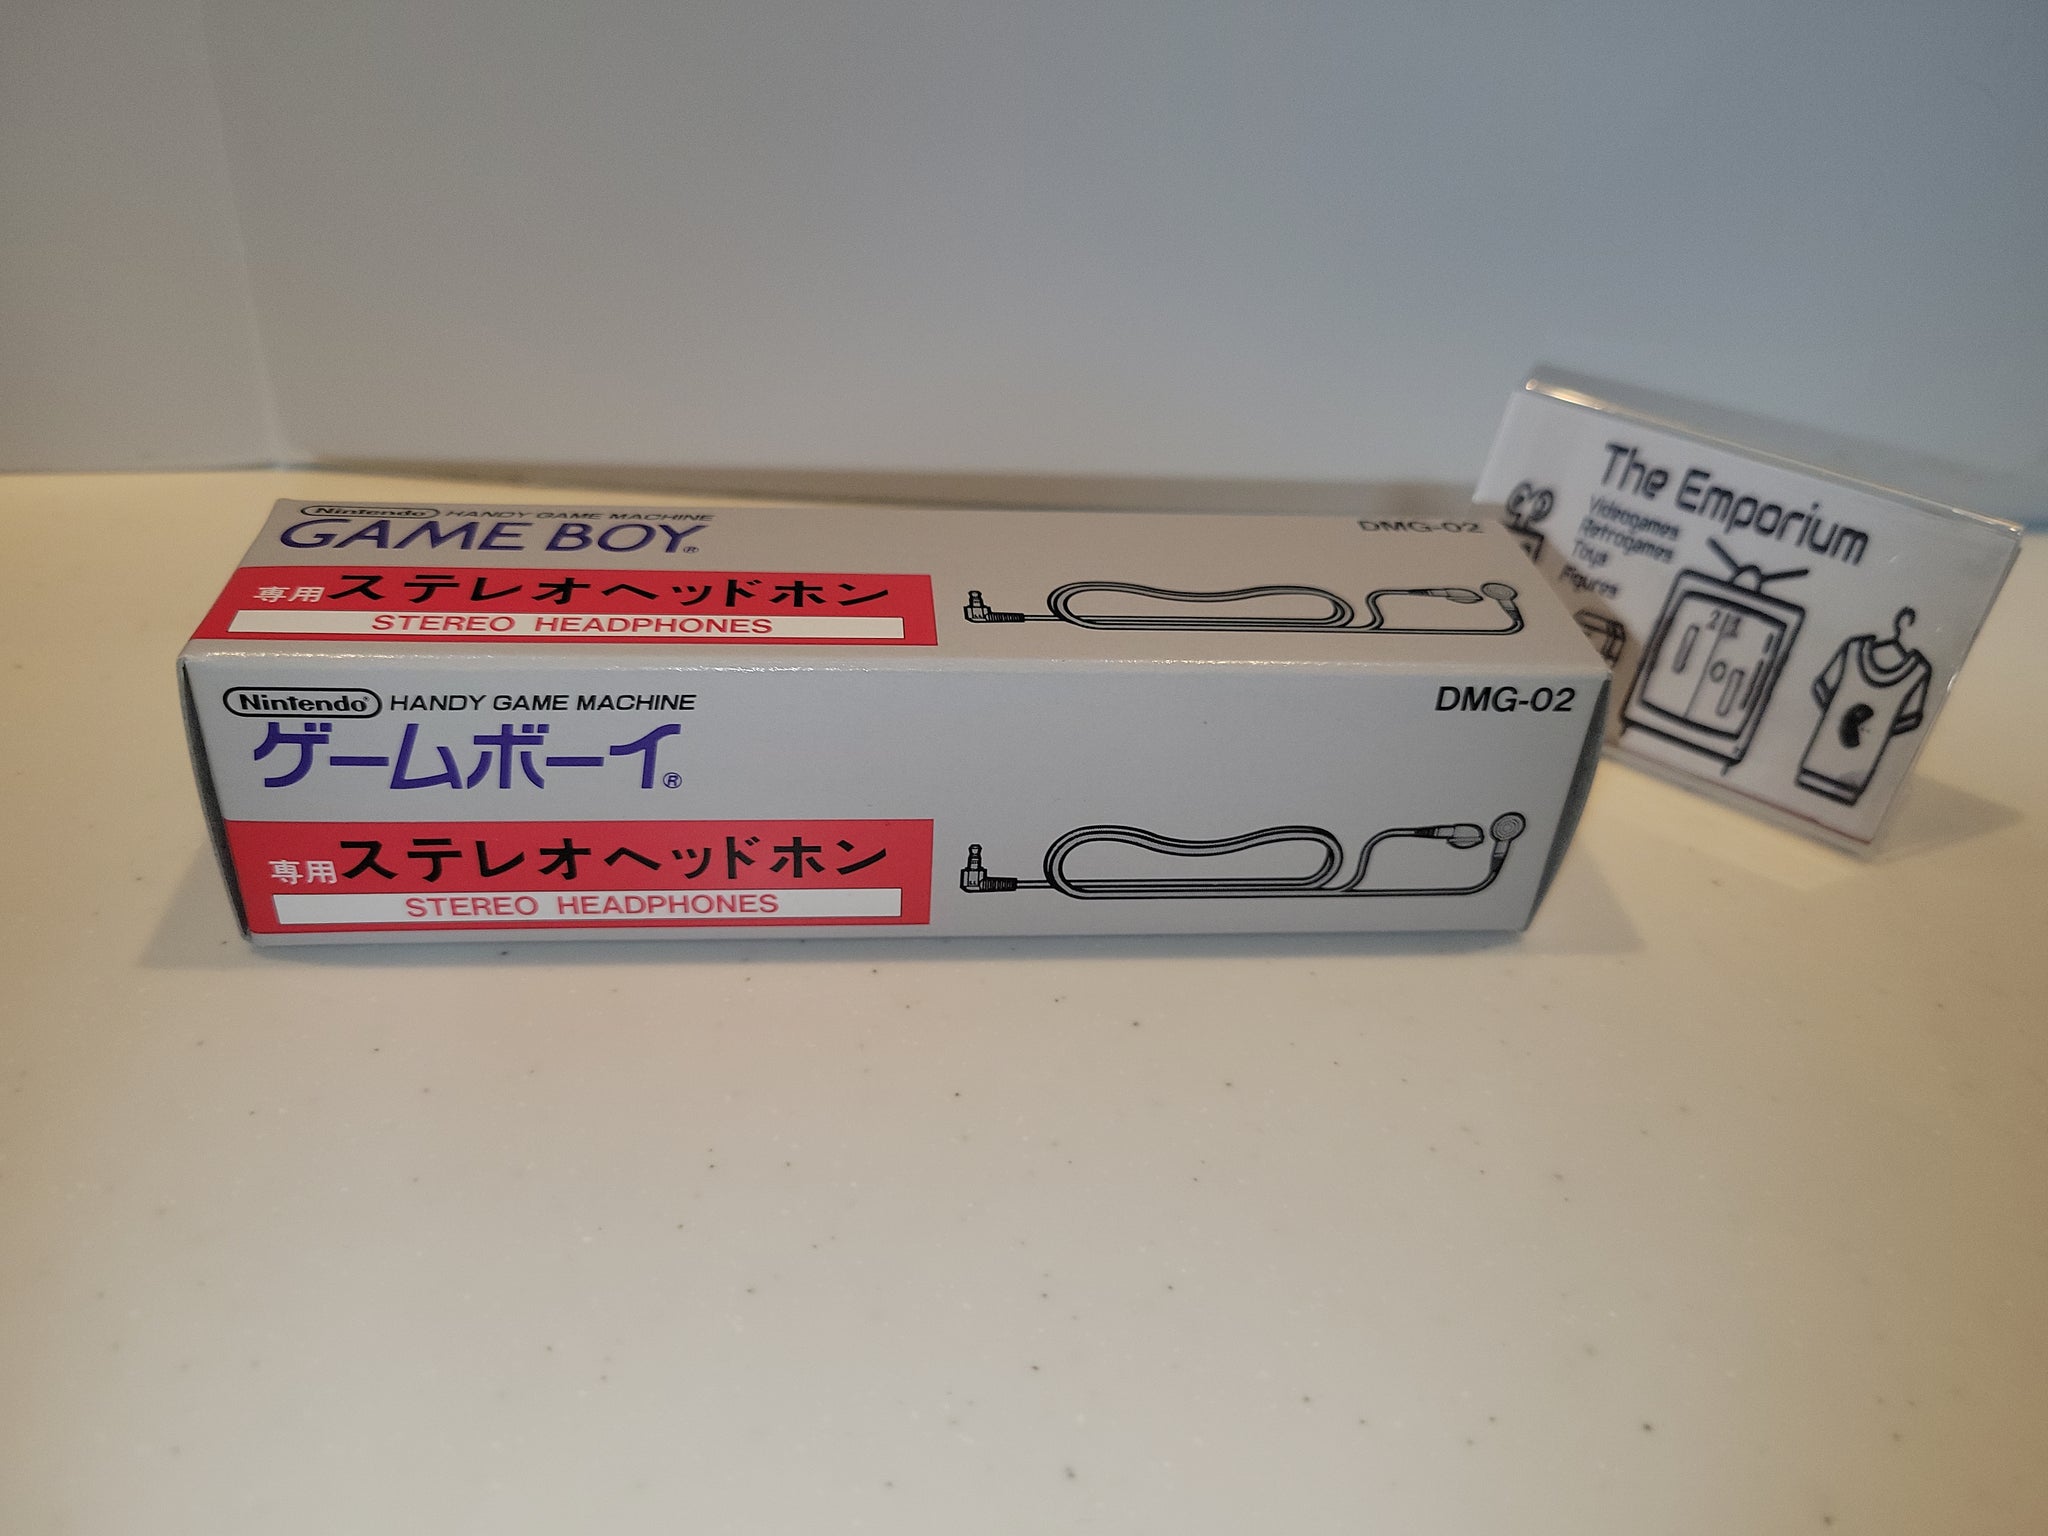 Nintendo HANDY GAME MACHINE
GAME BOY®
DMG-02
専用ステレオヘッドホン
STEREO HEADPHONES
Nintendo® HANDY GAME MACHINE
ゲームボーイ®
DMG-02
専用ステレオヘッドホン
STEREO HEADPHONES
The Emporium
Videogames
Retrogames
Toys
Figures